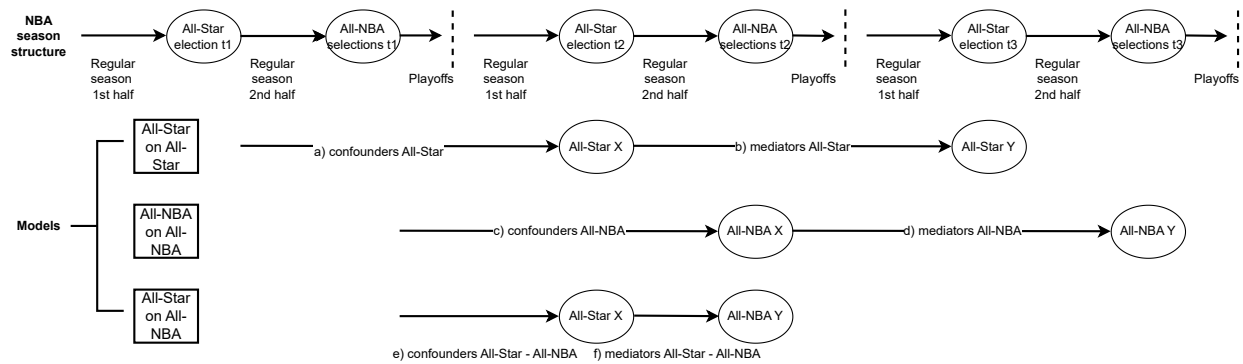 NBA
season
structure
All-Star
election t1
All-NBA
selections t1
All-Star
election t2
All-NBA
selections t2
All-Star
election t3
All-NBA
selections t3
Regular
season
1st half
Regular
season
2nd half
Playoffs
Regular
season
1st half
Regular
season
2nd half
Playoffs
Regular
season
1st half
Regular
season
2nd half
Playoffs
Models
All-Star
on All-
Star
a) confounders All-Star
All-Star X
b) mediators All-Star
All-Star Y
All-NBA
on All-
NBA
c) confounders All-NBA
All-NBA X
d) mediators All-NBA
All-NBA Y
All-Star
on All-
NBA
All-Star X
All-NBA Y
e) confounders All-Star - All-NBA
f) mediators All-Star - All-NBA